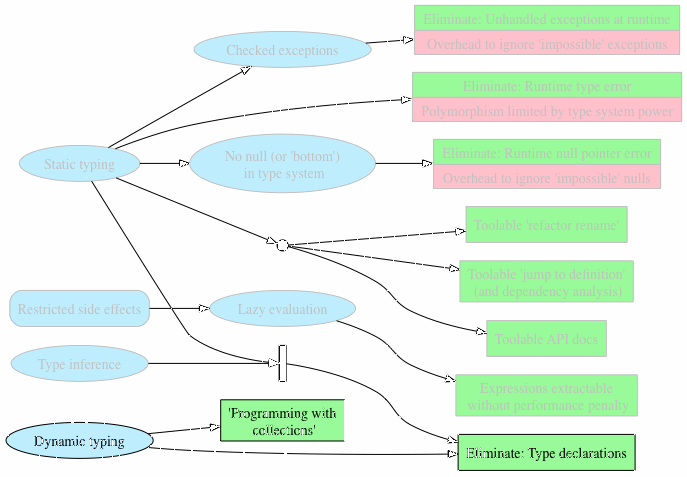 Eliminate: Unhandled exceptions at runtime
Checked exceptions
Overhead to ignore 'impossible' exceptions
Eliminate: Runtime type error
Polymorphism limited by type system power
Static typing
No null (or 'bottom')
in type system
Eliminate: Runtime null pointer error
Overhead to ignore 'impossible' nulls
Toolable 'refactor rename'
Toolable 'jump to definition'
(and dependency analysis)
Restricted side effects
Lazy evaluation
Toolable API docs
Type inference
Expressions extractable
without performance penalty
'Programming with
collections'
Dynamic typing
Eliminate: Type declarations